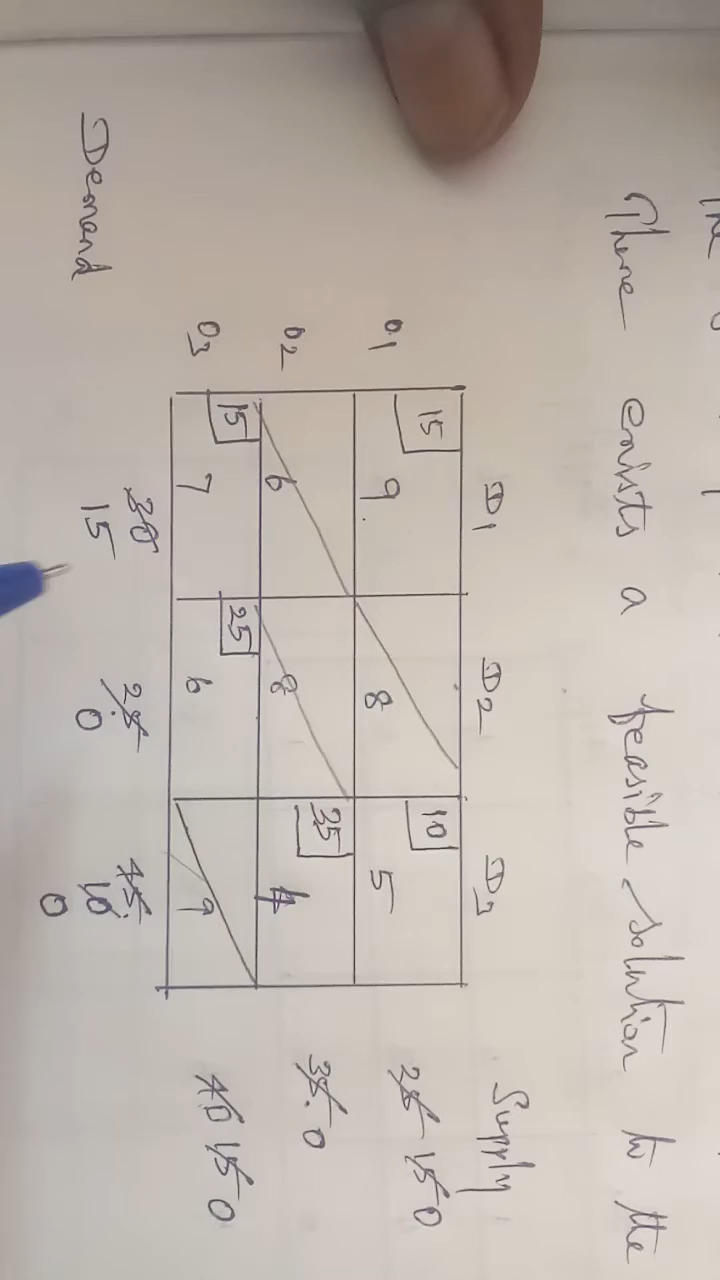 There exists a feasible solution to the
D1 D2 D3 Supply
O1 15 9 8 10 5 25 15 0
O2 6 8 35 4 35 0
O3 15 7 25 6 9 40 15 0
Demand 30 25 45
15 0 10
0